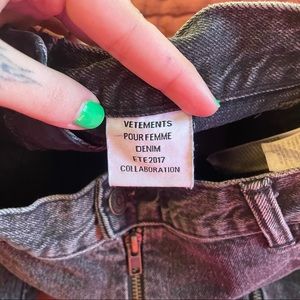 VETEMENTS
POUR FEMME
DENIM
ETE 2017
COLLABORATION